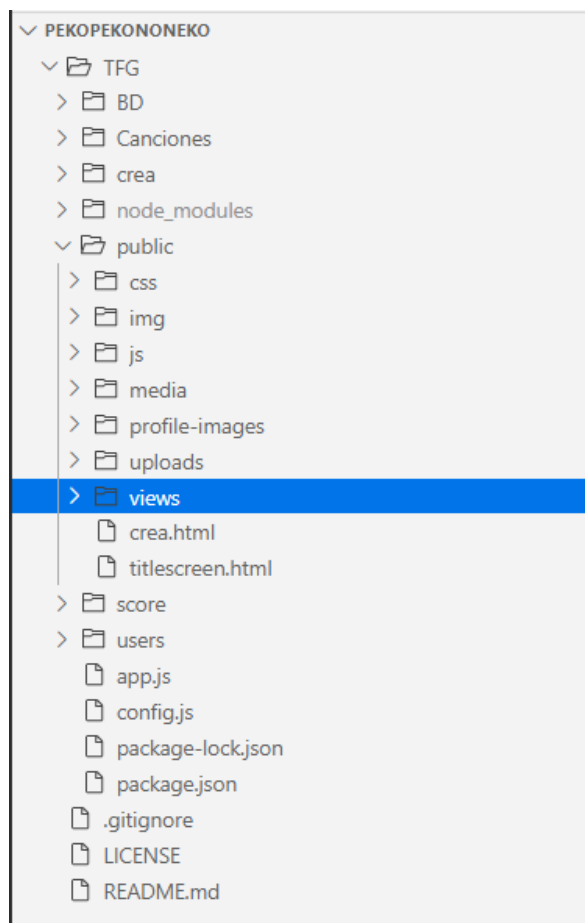 PEKOPEKONONEKO
TFG
BD
Canciones
crea
node_modules
public
css
img
js
media
profile-images
uploads
views
crea.html
titlescreen.html
score
users
app.js
config.js
package-lock.json
package.json
.gitignore
LICENSE
README.md